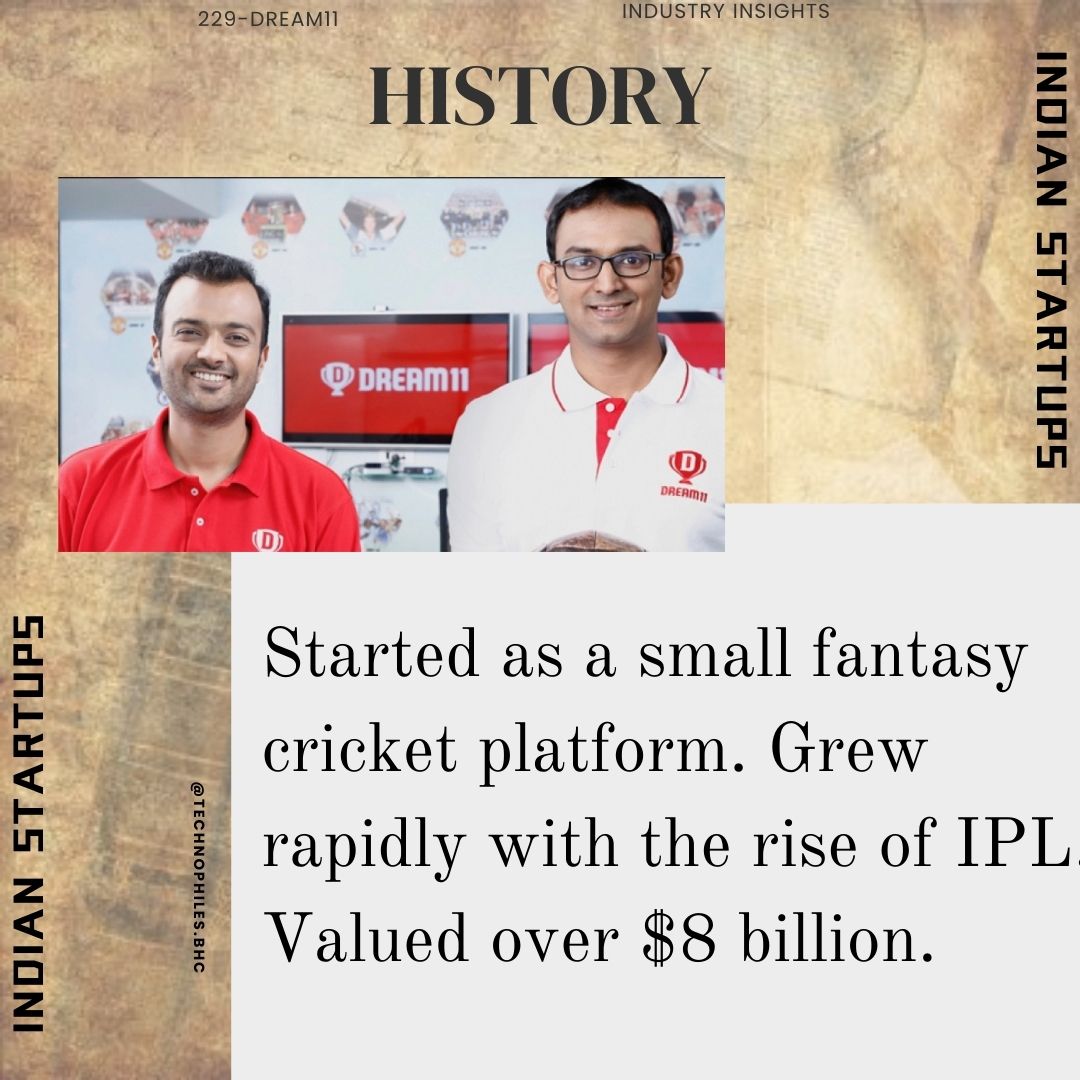 229-DREAM11
INDUSTRY INSIGHTS
HISTORY
INDIAN STARTUPS
DREAM11
D
DREAM11
D
D
Started as a small fantasy
cricket platform. Grew
rapidly with the rise of IPL.
Valued over $8 billion.
INDIAN STARTUPS
@TECHNOPHILES.BHC